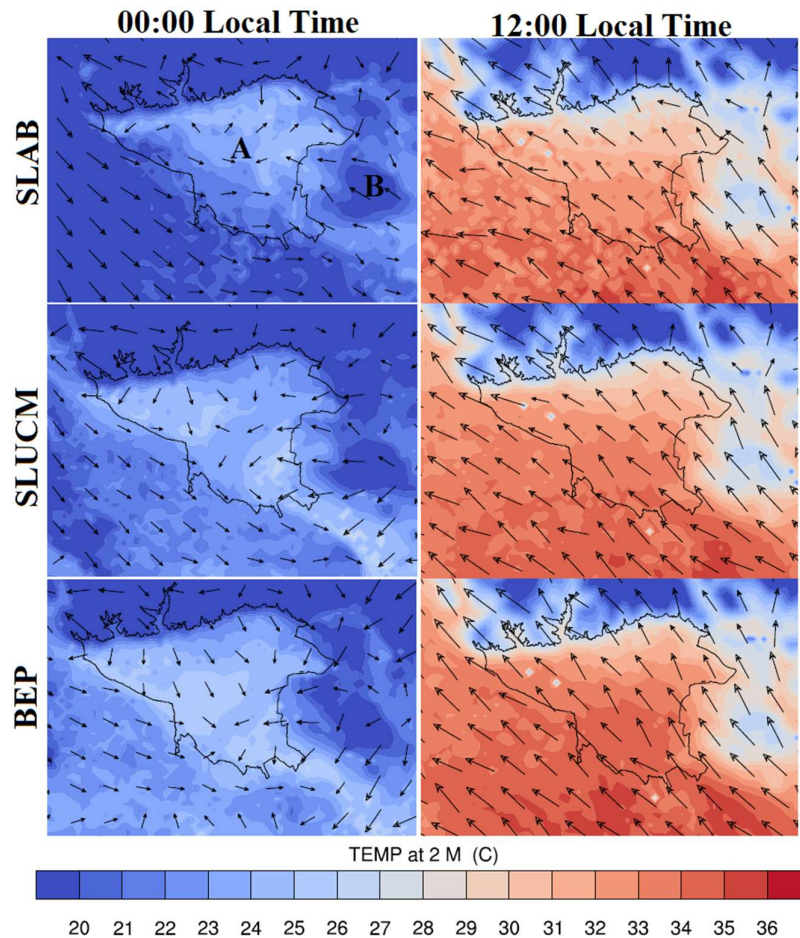 00:00 Local Time
12:00 Local Time
SLAB
A
B
SLUCM
BEP
TEMP at 2 M (C)
20 21 22 23 24 25 26 27 28 29 30 31 32 33 34 35 36